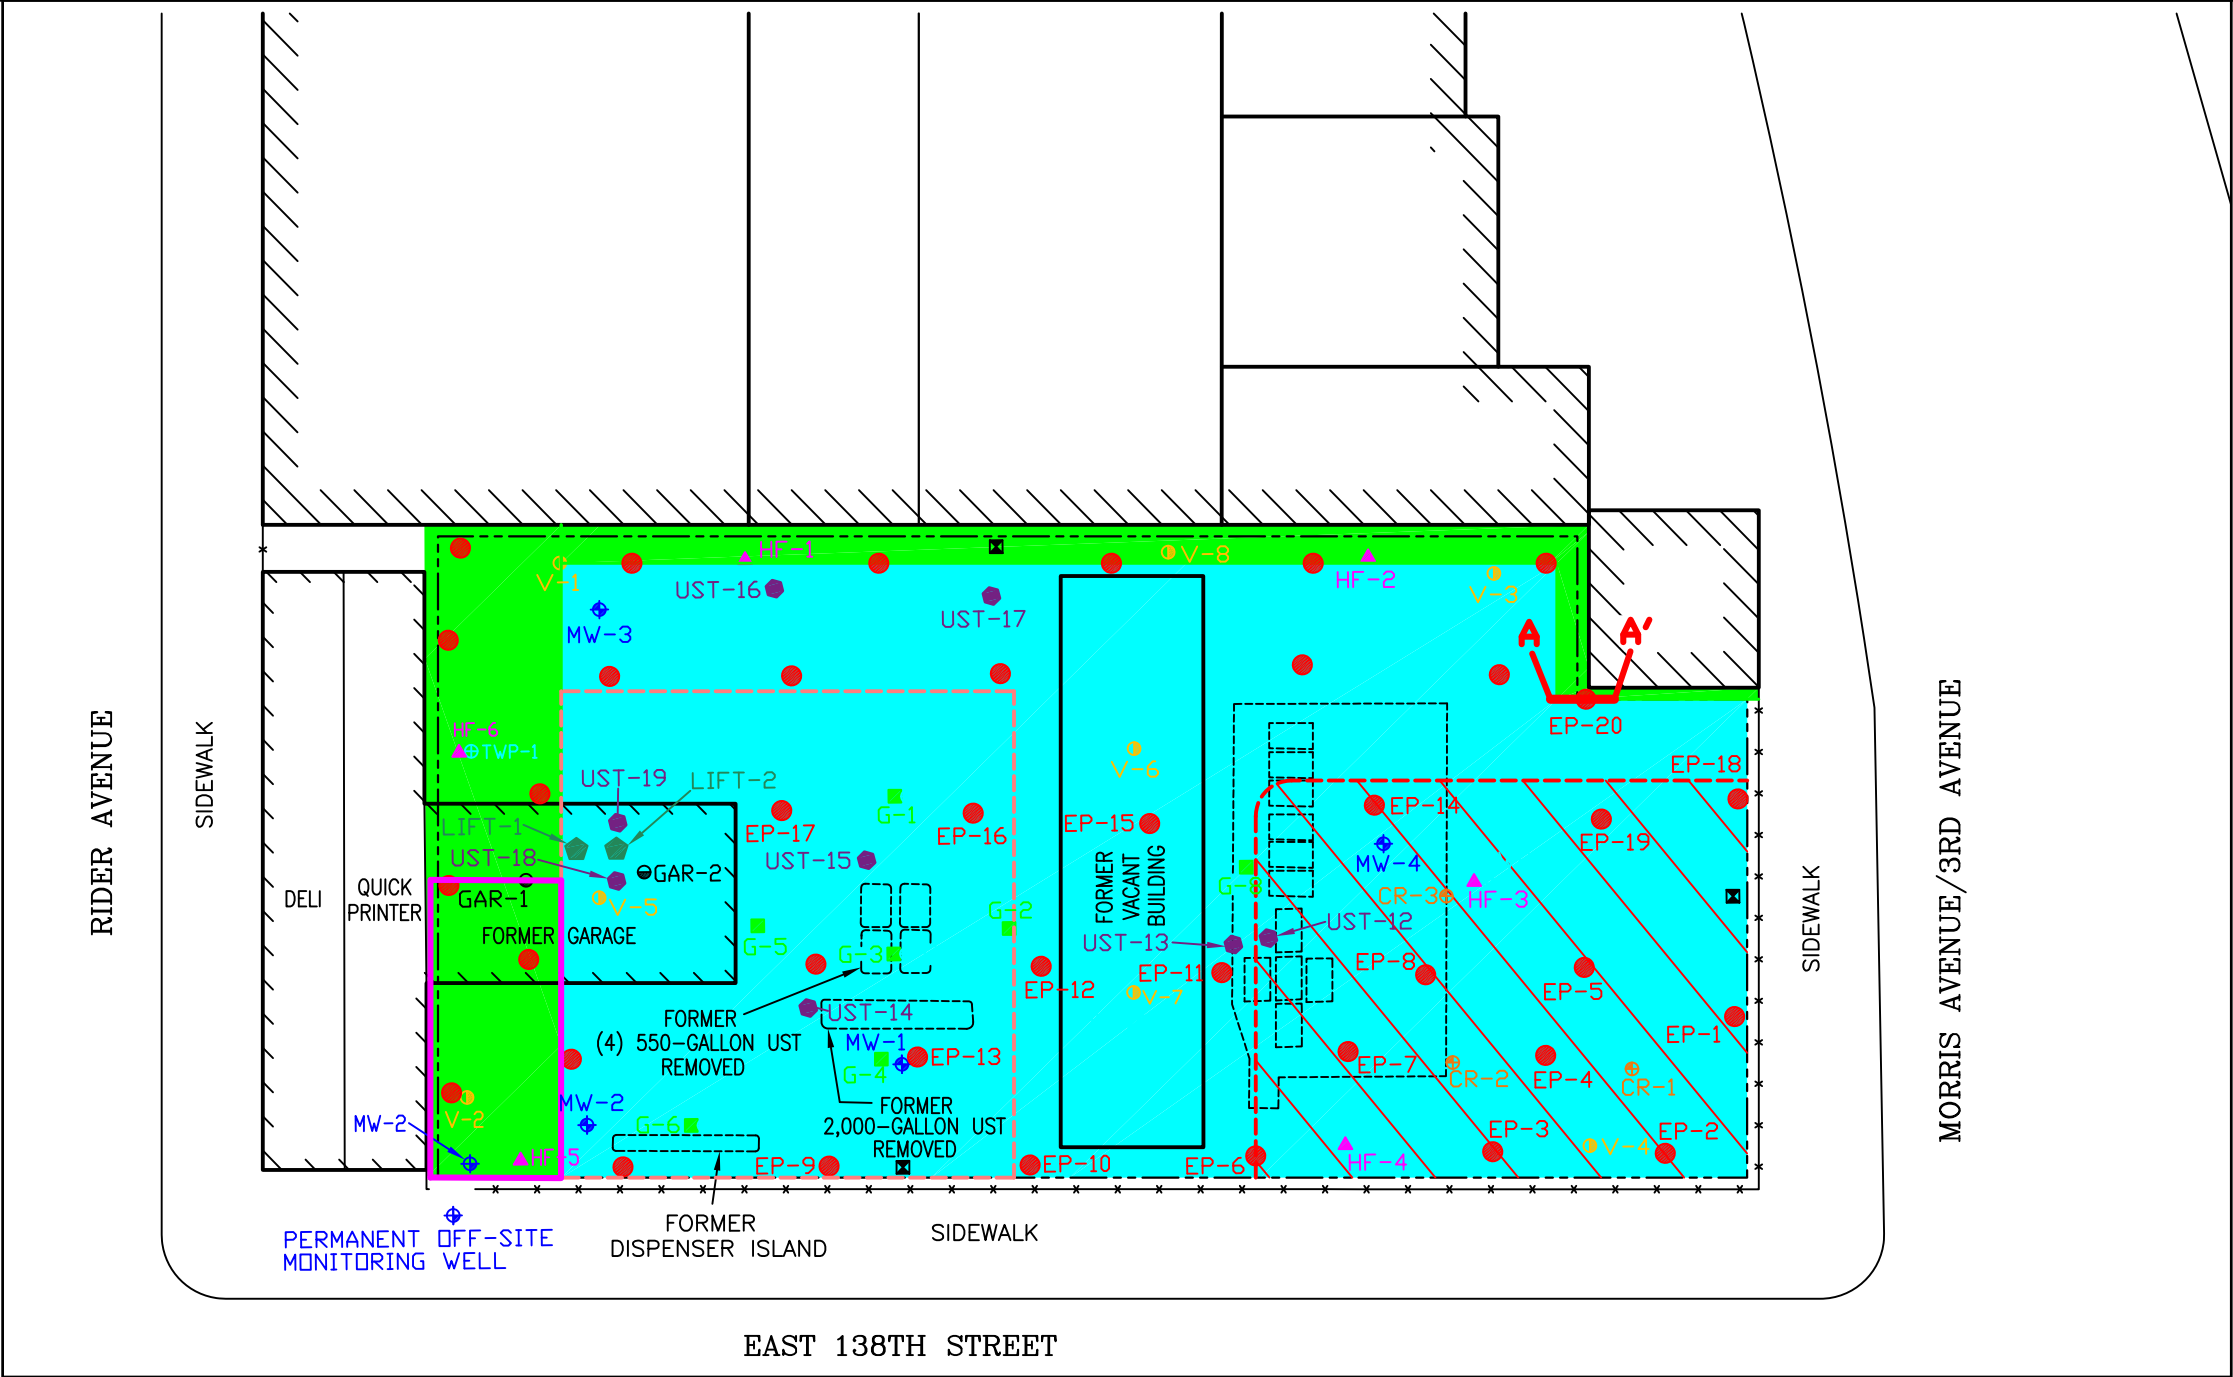 HF-1
V-8
V-1
HF-2
UST-16
UST-17
V-3
MW-3
A
A'
EP-20
HF-6
TWP-1
UST-19
LIFT-2
V-6
EP-18
RIDER AVENUE
SIDEWALK
MORRIS AVENUE/3RD AVENUE
SIDEWALK
LIFT-1
G-1
EP-17
EP-16
EP-15
EP-14
EP-19
UST-18
UST-15
MW-4
GAR-2
DELI
QUICK
PRINTER
GAR-1
V-5
FORMER
VACANT
BUILDING
G-8
CR-3
HF-3
G-2
UST-12
FORMER GARAGE
G-5
G-3
UST-13
EP-8
EP-11
EP-12
V-7
EP-5
UST-14
FORMER
(4) 550-GALLON UST
REMOVED
MW-1
EP-13
G-4
EP-1
EP-7
CR-2
EP-4
CR-1
MW-2
V-2
MW-2
G-6
FORMER
2,000-GALLON UST
REMOVED
EP-3
V-4
EP-2
HF-5
EP-9
EP-10
EP-6
HF-4
PERMANENT OFF-SITE
MONITORING WELL
FORMER
DISPENSER ISLAND
SIDEWALK
EAST 138TH STREET